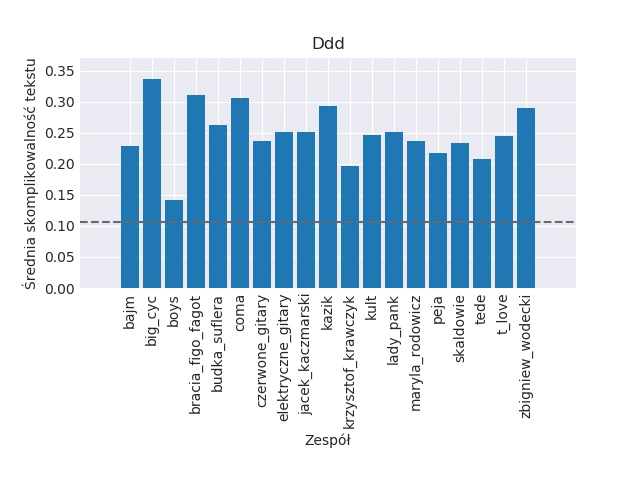 Ddd
Średnia skomplikowalność tekstu
0.35
0.30
0.25
0.20
0.15
0.10
0.05
0.00
bajm
big_cyc
boys
bracia_figo_fagot
budka_suflera
coma
czerwone_gitary
elektryczne_gitary
jacek_kaczmarski
kazik
krzysztof_krawczyk
kult
lady_pank
maryla_rodowicz
peja
skaldowie
tede
t_love
zbigniew_wodecki
Zespół